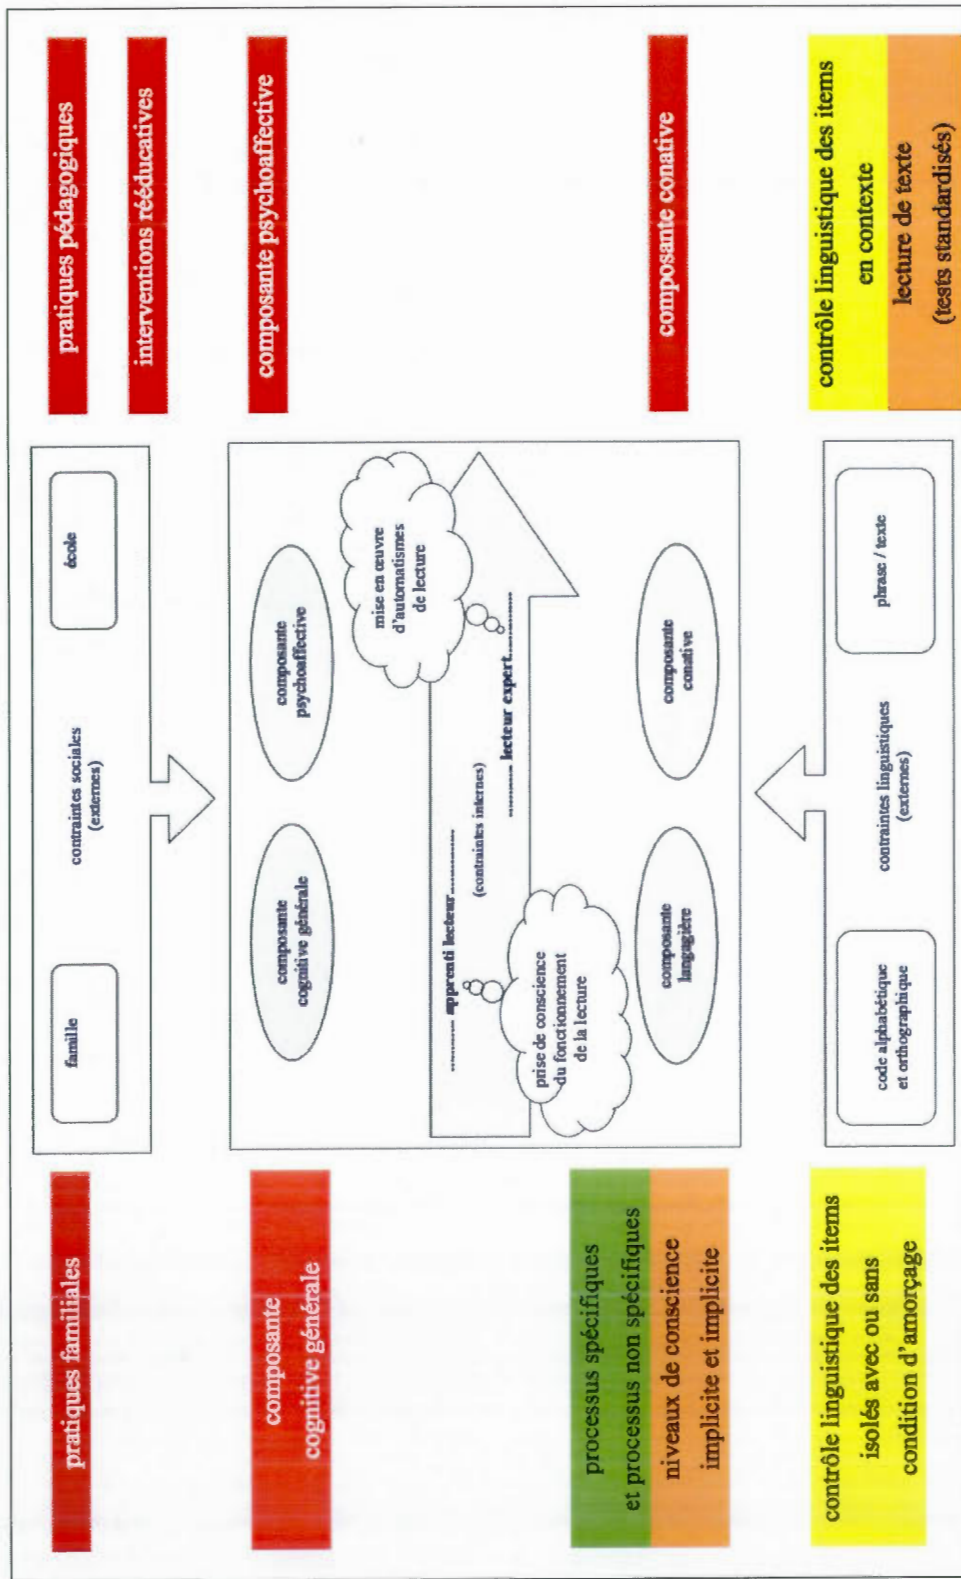 pratiques familiales
famille
contraintes sociales
(externes)
école
pratiques pédagogiques
interventions rééducatives
composante
cognitive générale
composante
cognitive générale
composante
psychoaffective
composante psychoaffective
mise en œuvre
d'automatismes
de lecture
............ apprenti lecteur...............
(contraintes internes)
............ lecteur expert...............
prise de conscience
du fonctionnement
de la lecture
processus spécifiques
et processus non spécifiques
niveaux de conscience
implicite et implicite
composante
langagière
composante
conative
composante conative
contrôle linguistique des items
isolés avec ou sans
condition d'amorçage
code alphabétique
et orthographique
contraintes linguistiques
(externes)
phrase / texte
contrôle linguistique des items
en contexte
lecture de texte
(tests standardisés)